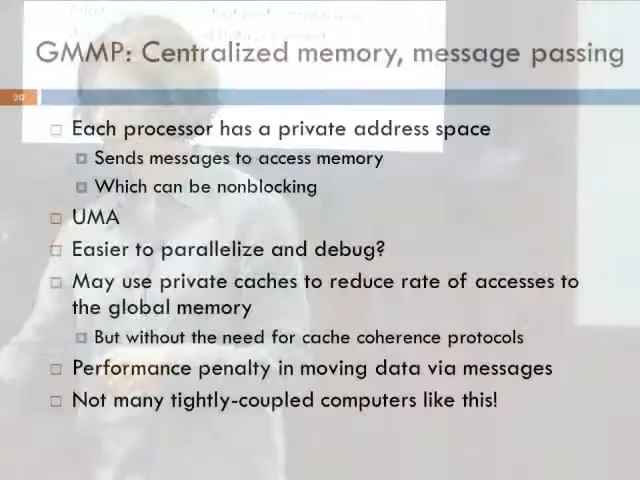 GMMP: Centralized memory, message passing
20
Each processor has a private address space
Sends messages to access memory
Which can be nonblocking
UMA
Easier to parallelize and debug?
May use private caches to reduce rate of accesses to
the global memory
But without the need for cache coherence protocols
Performance penalty in moving data via messages
Not many tightly-coupled computers like this!